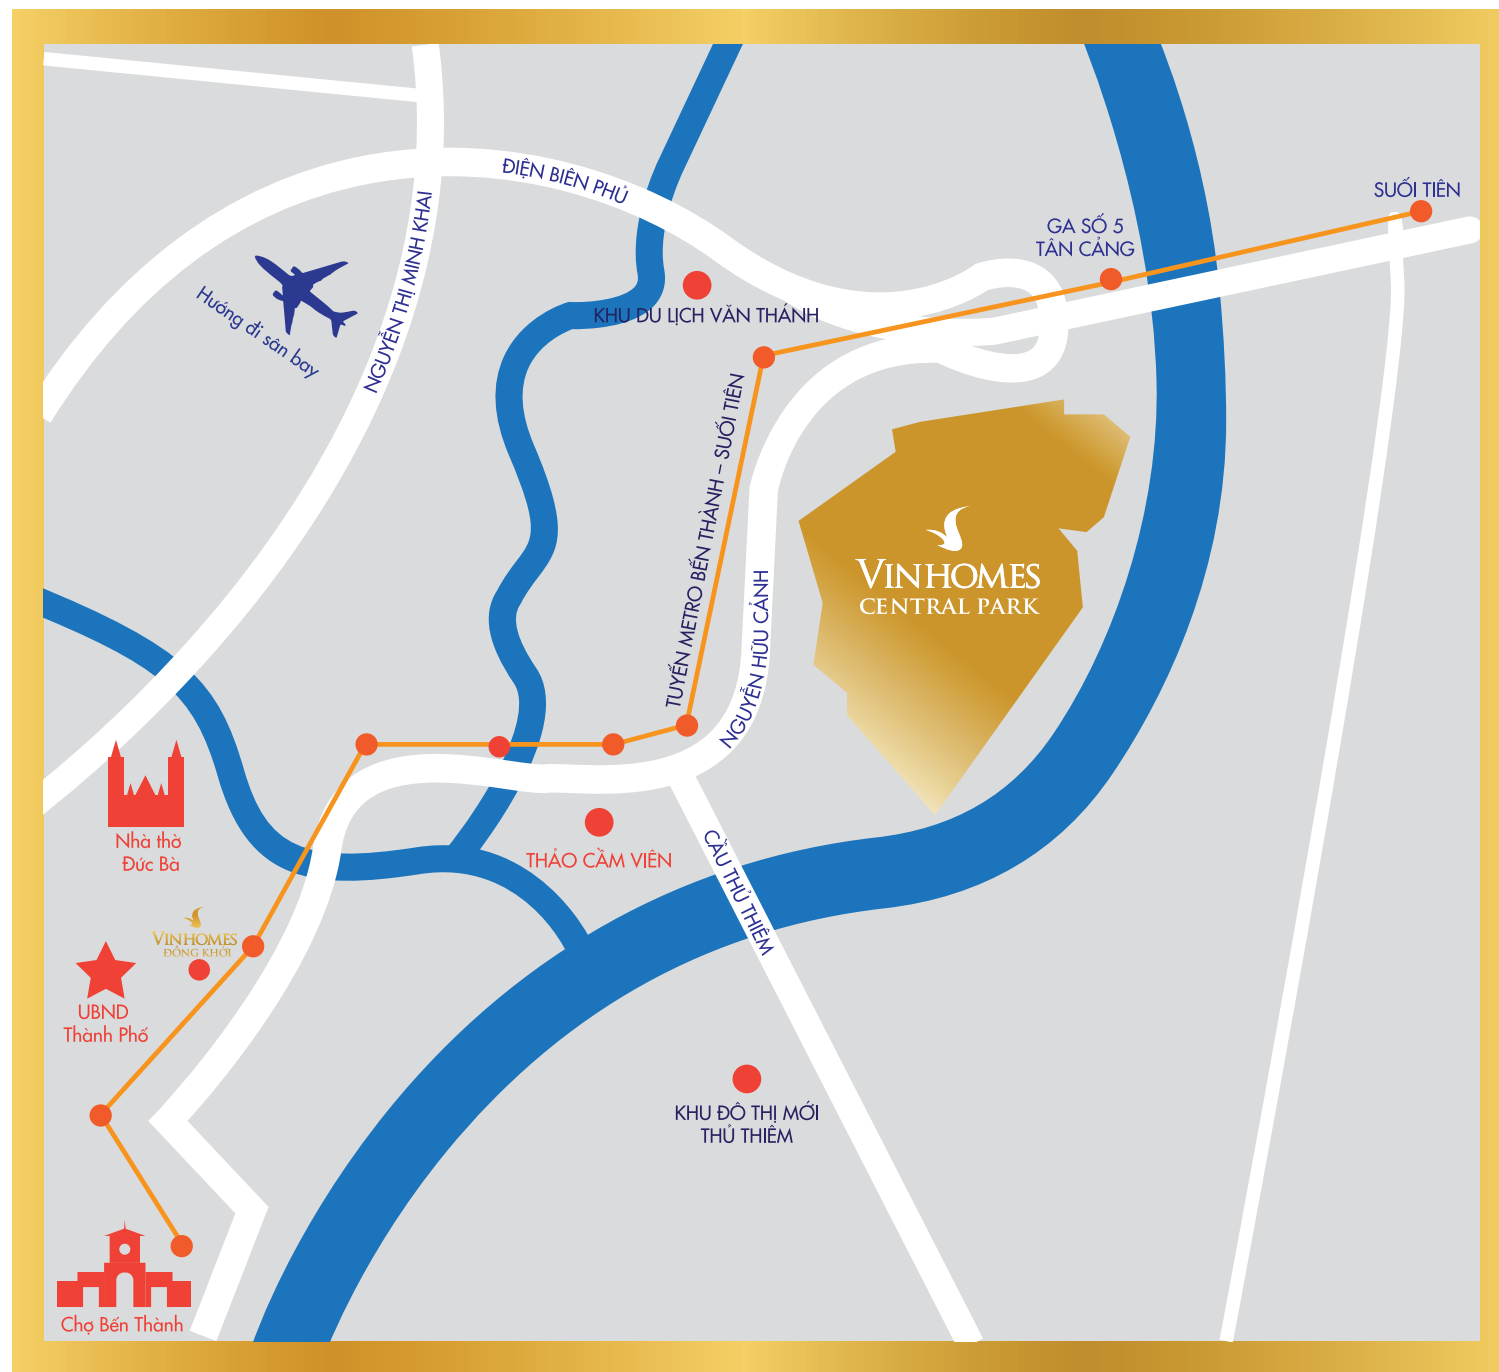 ĐIỆN BIÊN PHỦ
SUỐI TIÊN
NGUYỄN THỊ MINH KHAI
GA SỐ 5
TÂN CẢNG
Hướng đi sân bay
KHU DU LỊCH VĂN THÁNH
TUYẾN METRO BẾN THÀNH – SUỐI TIÊN
VINHOMES
CENTRAL PARK
NGUYỄN HỮU CẢNH
Nhà thờ
Đức Bà
THẢO CẦM VIÊN
CẦU THỦ THIÊM
VINHOMES
ĐỒNG KHỞI
UBND
Thành Phố
KHU ĐÔ THỊ MỚI
THỦ THIÊM
Chợ Bến Thành